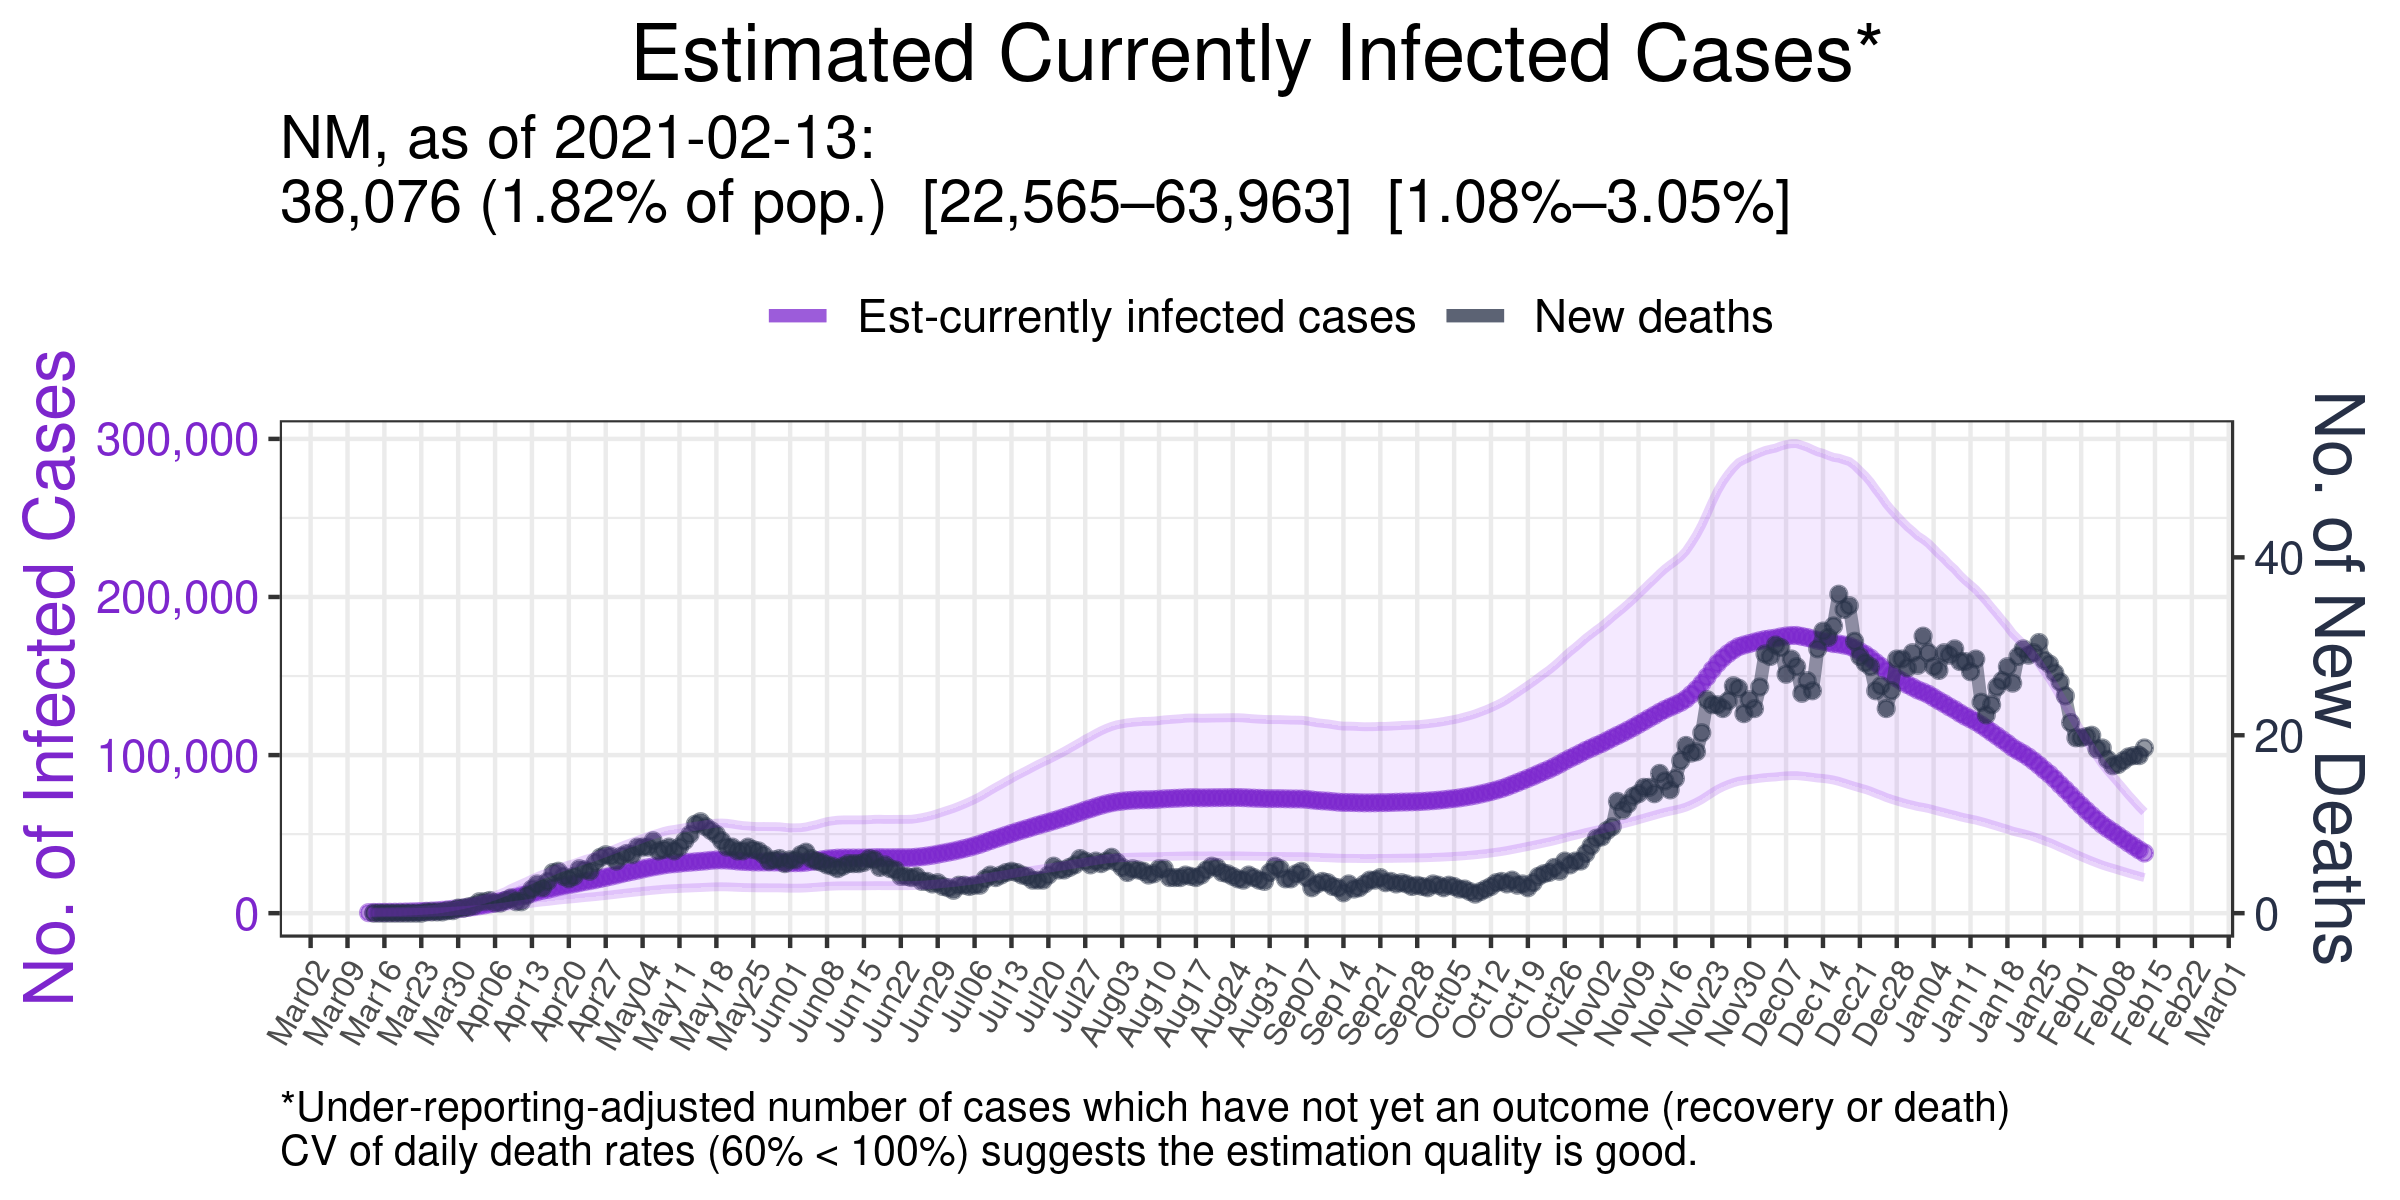 Estimated Currently Infected Cases*
NM, as of 2021-02-13:
38,076 (1.82% of pop.) [22,565–63,963] [1.08%–3.05%]
Est-currently infected cases New deaths
No. of Infected Cases
300,000
200,000
100,000
0
40
20
0
No. of New Deaths
Mar02 Mar09 Mar16 Mar23 Mar30 Apr06 Apr13 Apr20 Apr27 May04 May11 May18 May25 Jun01 Jun08 Jun15 Jun22 Jun29 Jul06 Jul13 Jul20 Jul27 Aug03 Aug10 Aug17 Aug24 Aug31 Sep07 Sep14 Sep21 Sep28 Oct05 Oct12 Oct19 Oct26 Nov02 Nov09 Nov16 Nov23 Nov30 Dec07 Dec14 Dec21 Dec28 Jan04 Jan11 Jan18 Jan25 Feb01 Feb08 Feb15 Feb22 Mar01
*Under-reporting-adjusted number of cases which have not yet an outcome (recovery or death)
CV of daily death rates (60% < 100%) suggests the estimation quality is good.